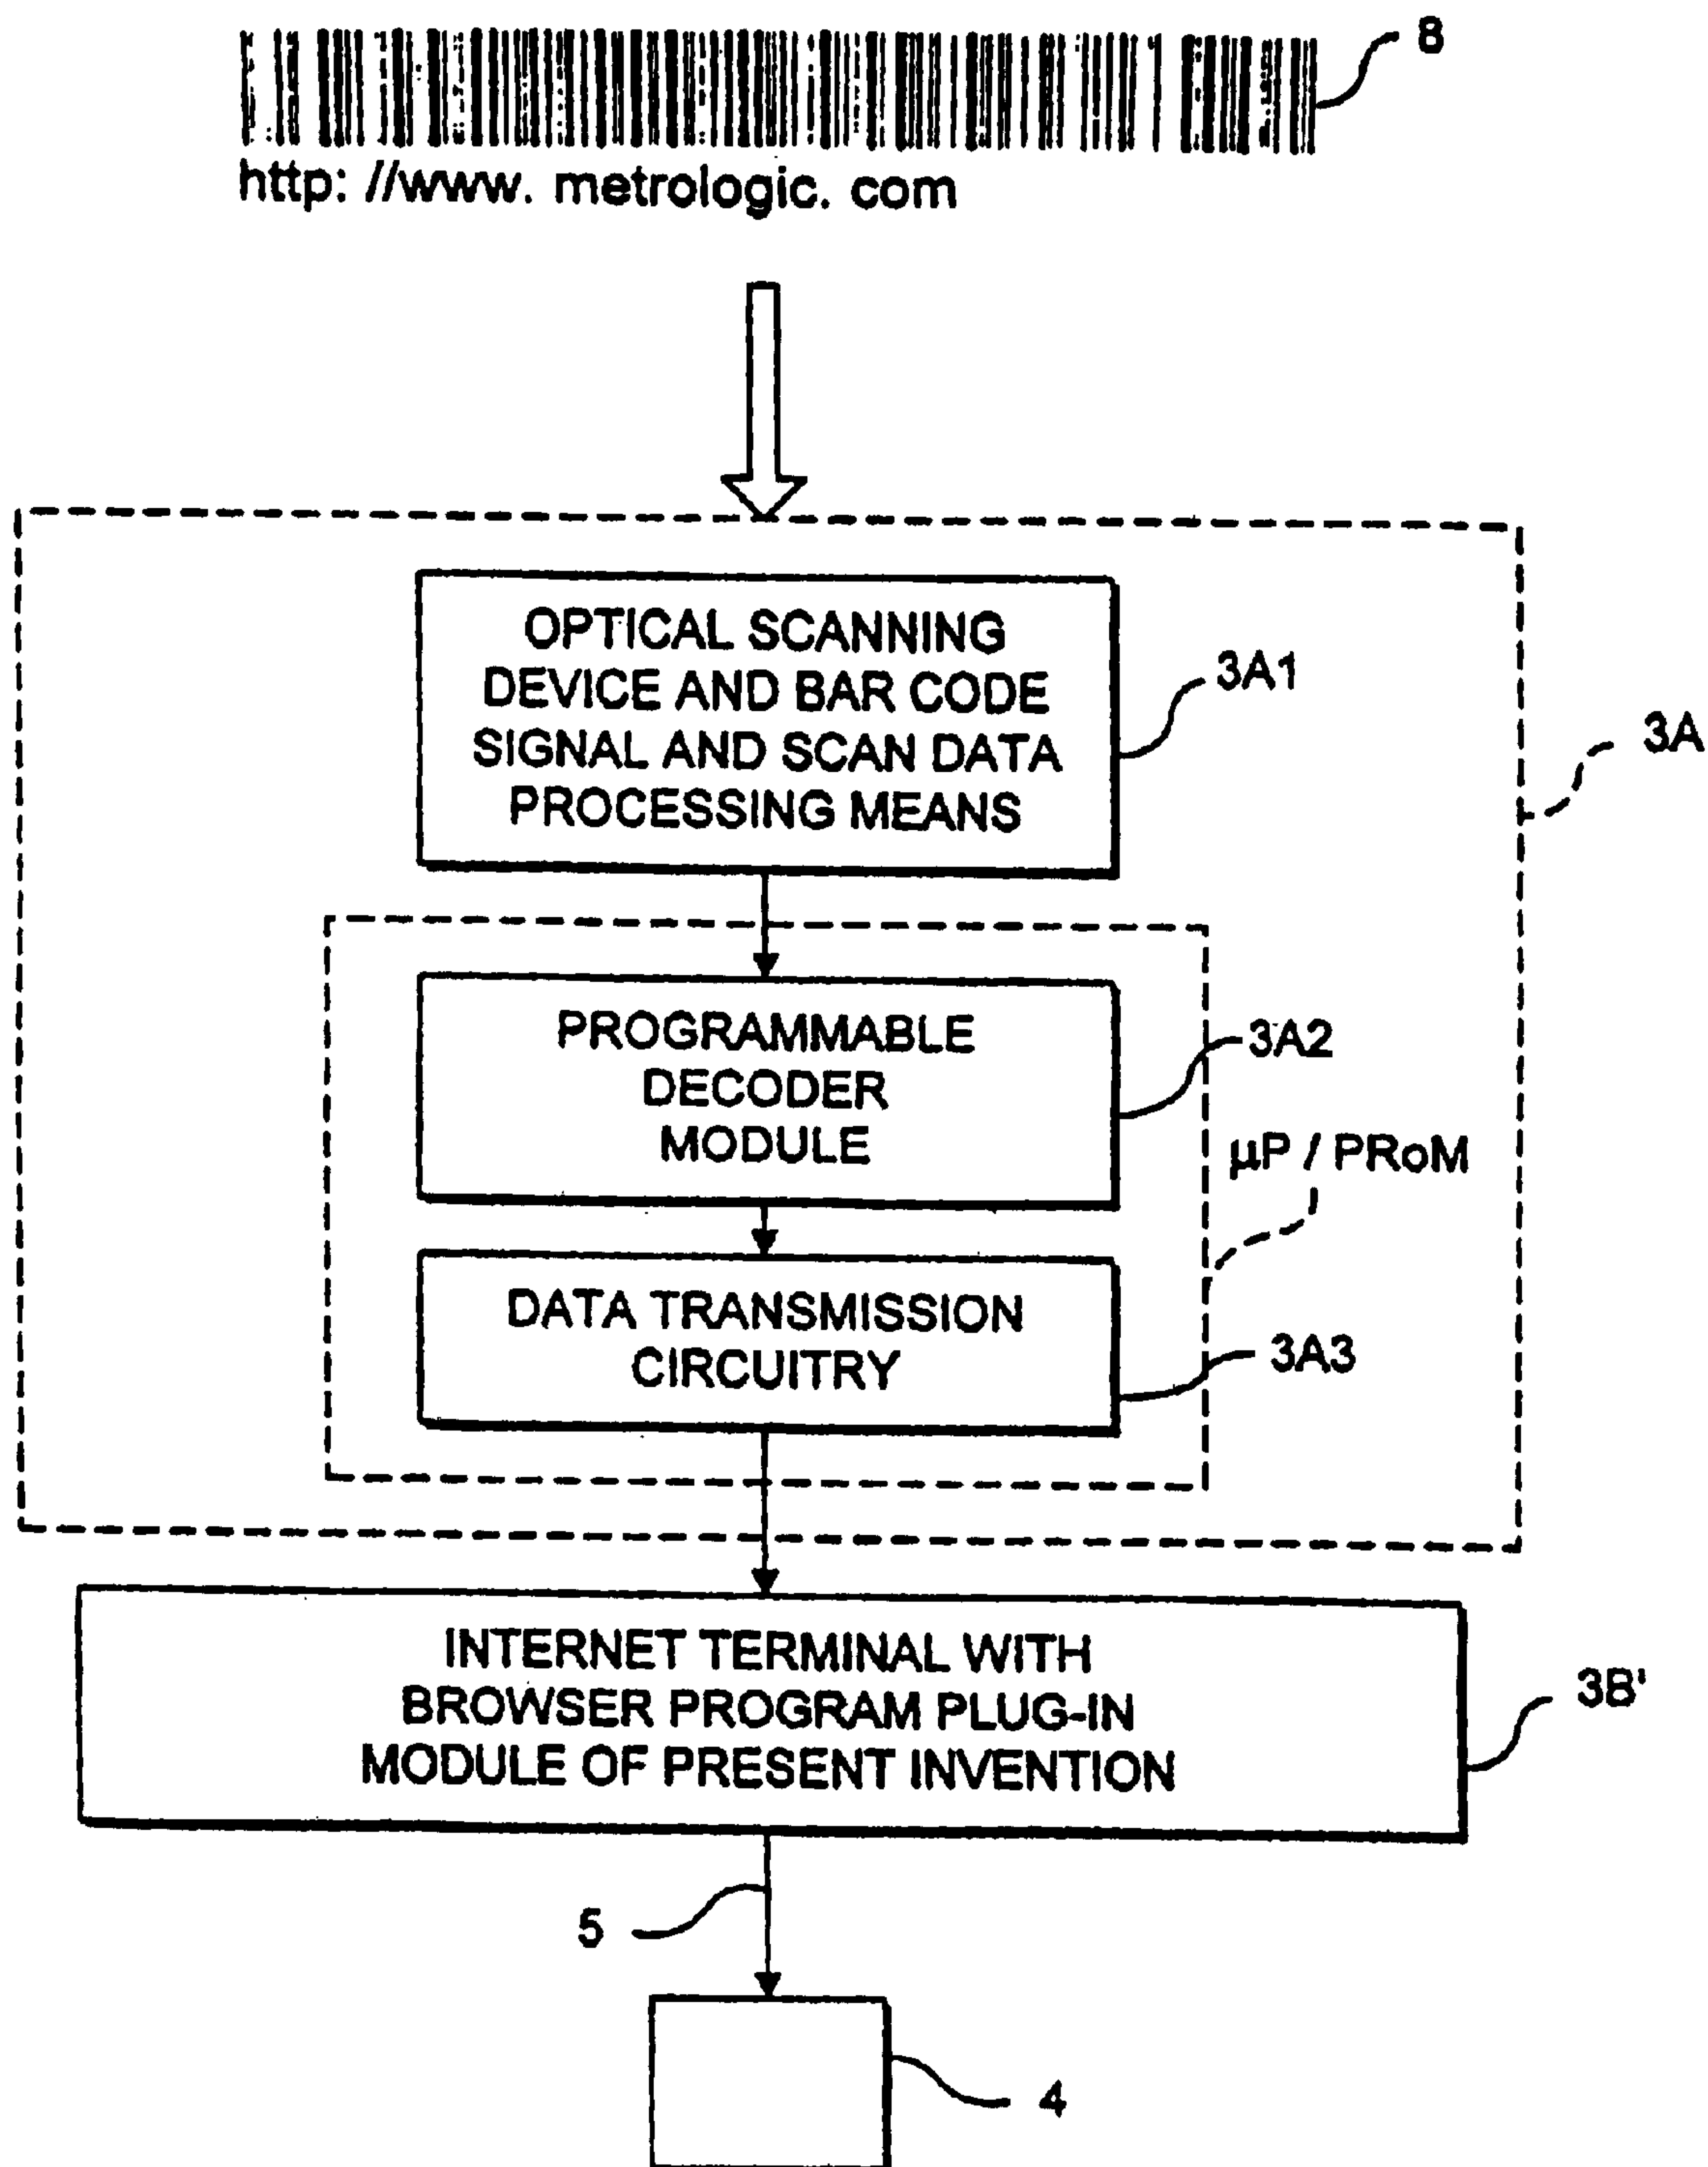 8
http: //www. metrologic. com
OPTICAL SCANNING
DEVICE AND BAR CODE
SIGNAL AND SCAN DATA
PROCESSING MEANS
3A1
3A
PROGRAMMABLE
DECODER
MODULE
3A2
µP / PRoM
DATA TRANSMISSION
CIRCUITRY
3A3
INTERNET TERMINAL WITH
BROWSER PROGRAM PLUG-IN
MODULE OF PRESENT INVENTION
3B'
5
4